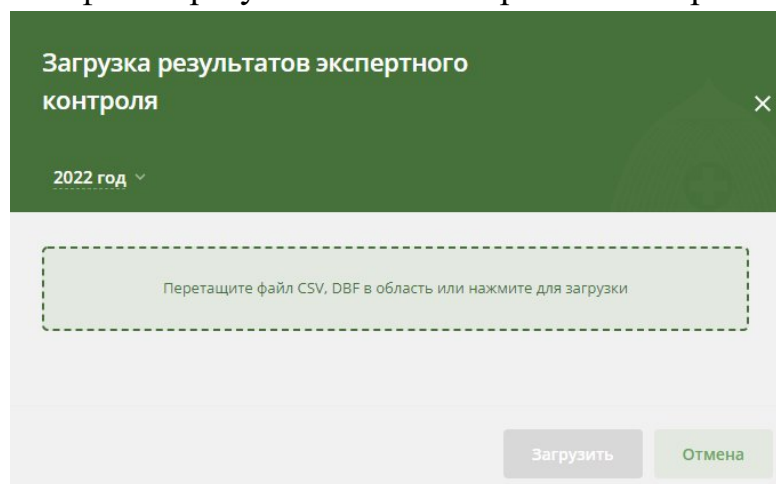 Загрузка результатов экспертного
контроля
2022 год
Перетащите файл CSV, DBF в область или нажмите для загрузки
Загрузить
Отмена